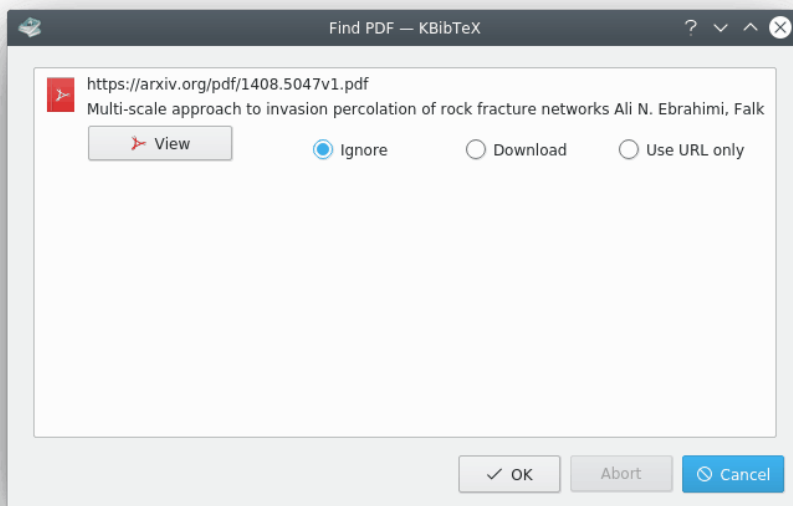 Find PDF — KBibTeX
https://arxiv.org/pdf/1408.5047v1.pdf
Multi-scale approach to invasion percolation of rock fracture networks Ali N. Ebrahimi, Falk
View Ignore Download Use URL only
OK Abort Cancel